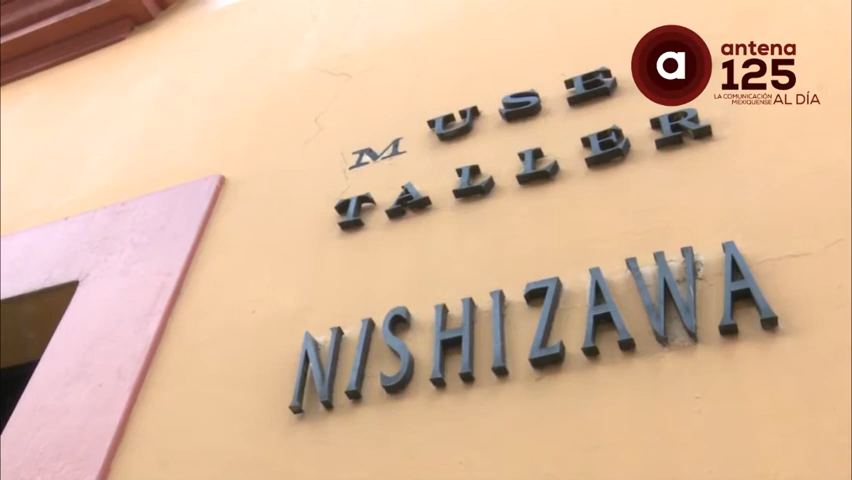 MUSE
TALLER
NISHIZAWA
a
antena
125
LA COMUNICACIÓN
MEXIQUENSE AL DÍA